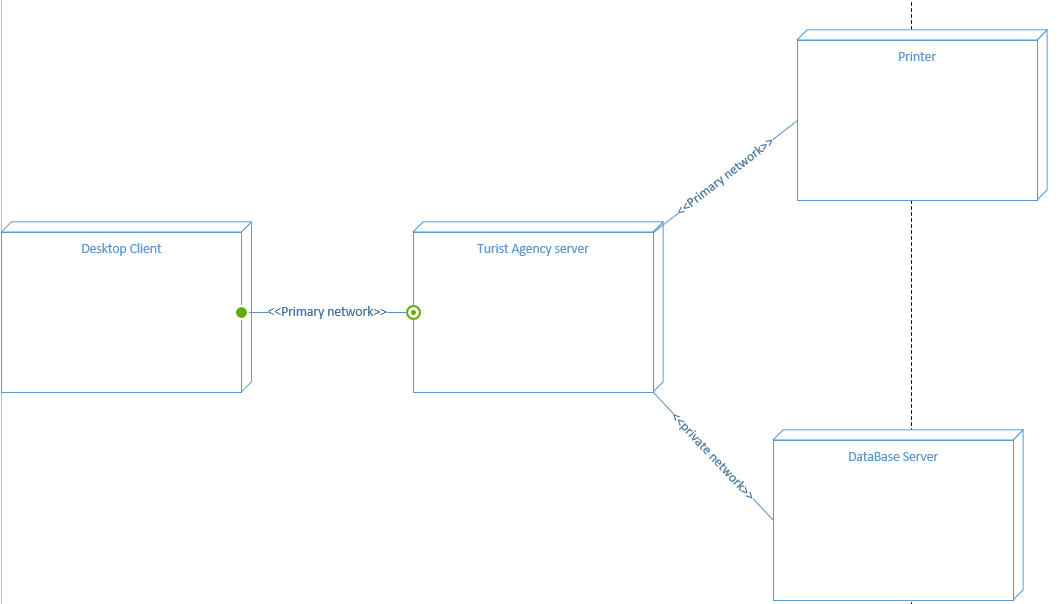 Printer
<<Primary network>>
Desktop Client
Turist Agency server
<<Primary network>>
<<private network>>
DataBase Server